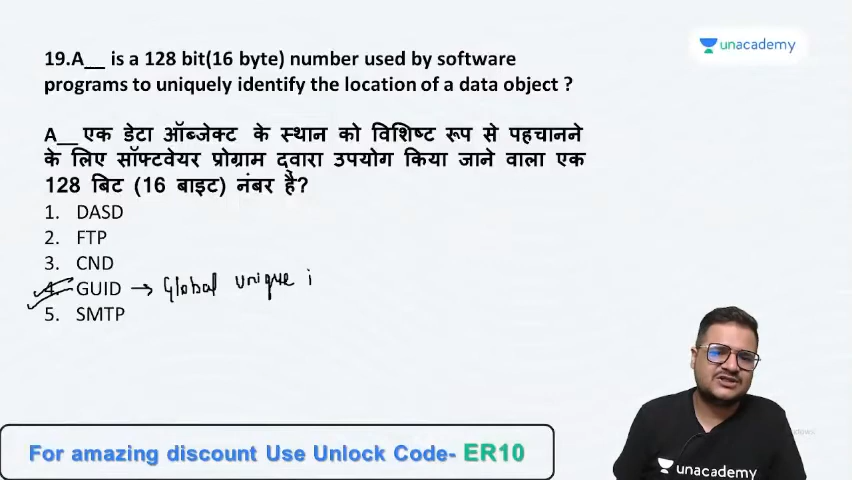 unacademy
19.A__ is a 128 bit(16 byte) number used by software
programs to uniquely identify the location of a data object ?
A__ एक डेटा ऑब्जेक्ट के स्थान को विशिष्ट रूप से पहचानने
के लिए सॉफ्टवेयर प्रोग्राम द्वारा उपयोग किया जाने वाला एक
128 बिट (16 बाइट) नंबर है?
1. DASD
2. FTP
3. CND
4. GUID → Global unique i
5. SMTP
For amazing discount Use Unlock Code- ER10
unacademy